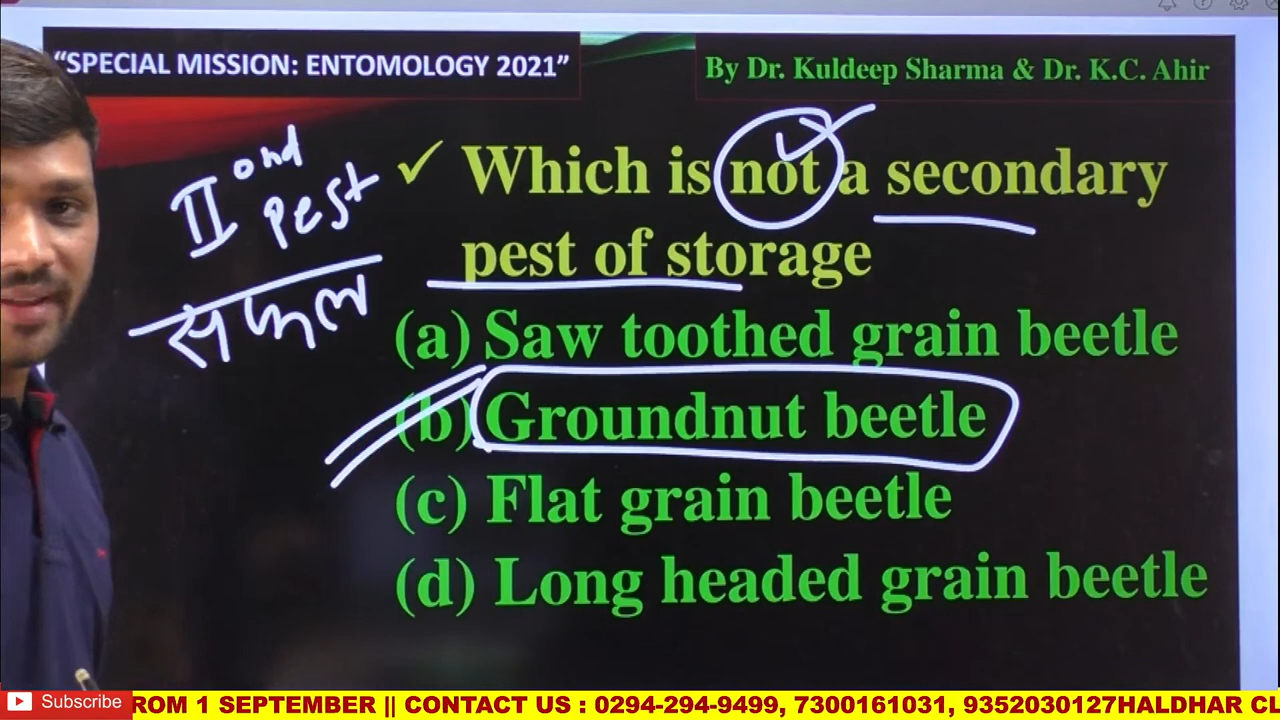 “SPECIAL MISSION: ENTOMOLOGY 2021”
By Dr. Kuldeep Sharma & Dr. K.C. Ahir
II ond
pest
सफल
✓ Which is not a secondary
pest of storage
(a) Saw toothed grain beetle
(b) Groundnut beetle
(c) Flat grain beetle
(d) Long headed grain beetle
Subscribe
ROM 1 SEPTEMBER || CONTACT US : 0294-294-9499, 7300161031, 9352030127HALDHAR CL